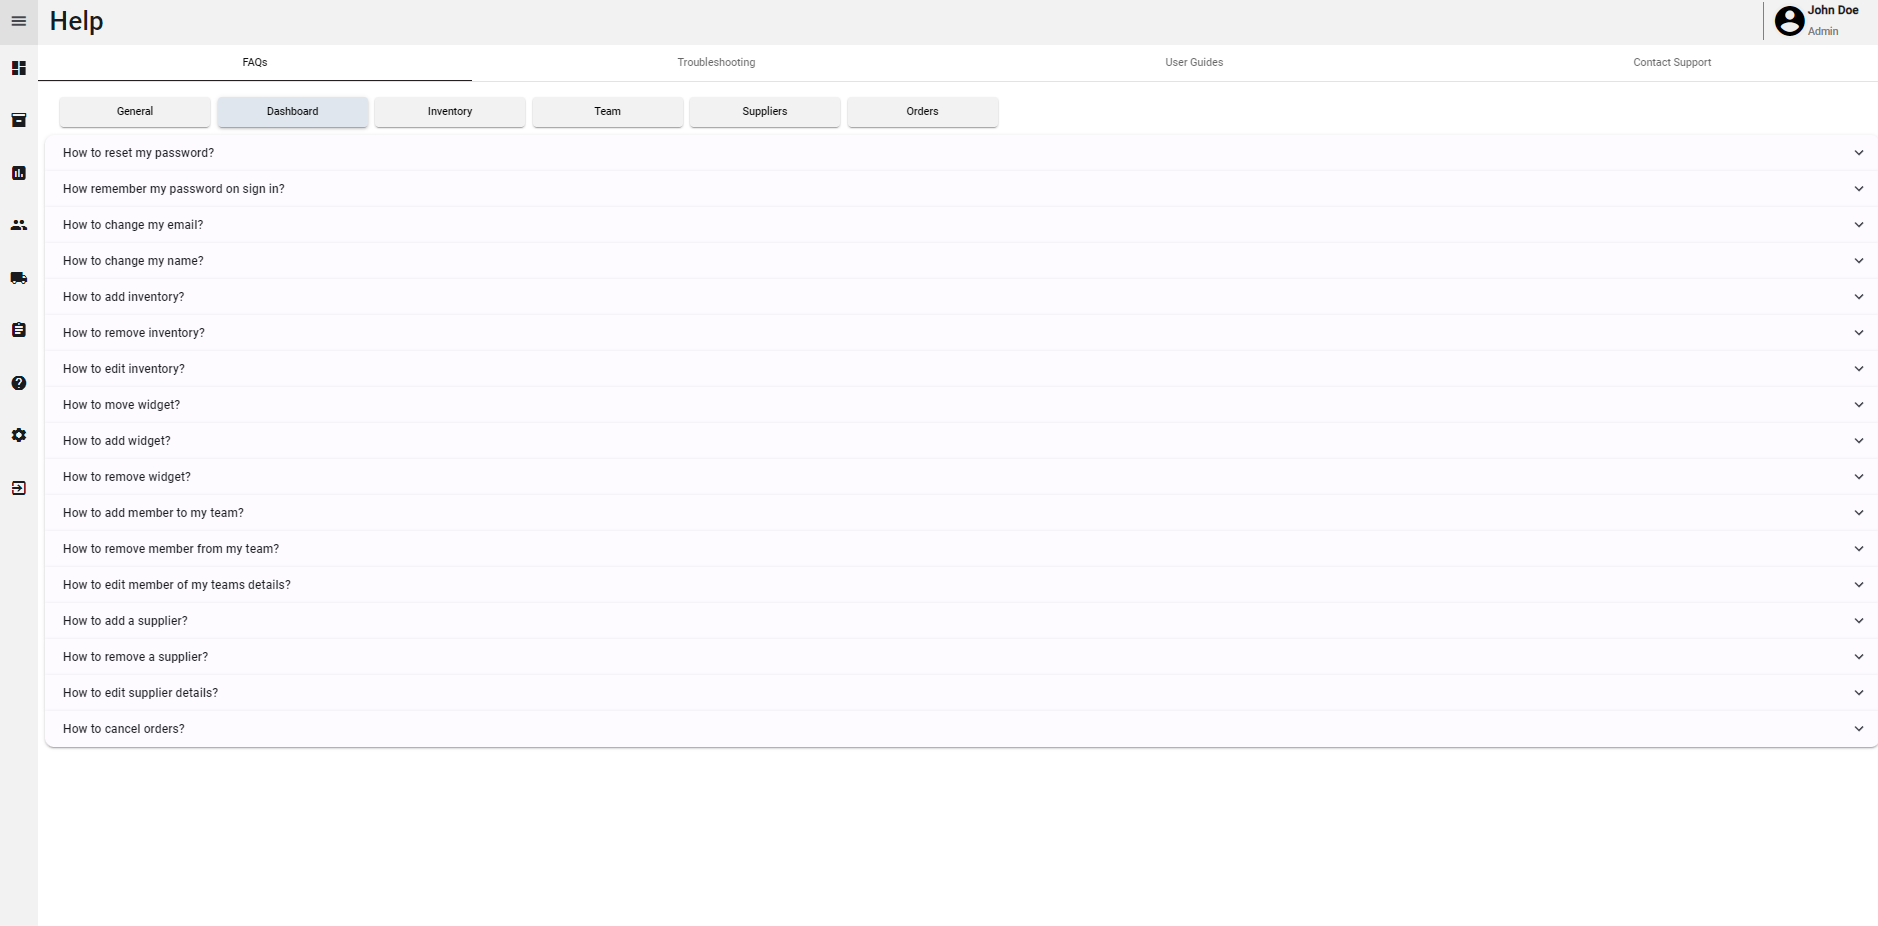 Help
John Doe
Admin
FAQs
Troubleshooting
User Guides
Contact Support
General
Dashboard
Inventory
Team
Suppliers
Orders
How to reset my password?
How remember my password on sign in?
How to change my email?
How to change my name?
How to add inventory?
How to remove inventory?
How to edit inventory?
How to move widget?
How to add widget?
How to remove widget?
How to add member to my team?
How to remove member from my team?
How to edit member of my teams details?
How to add a supplier?
How to remove a supplier?
How to edit supplier details?
How to cancel orders?